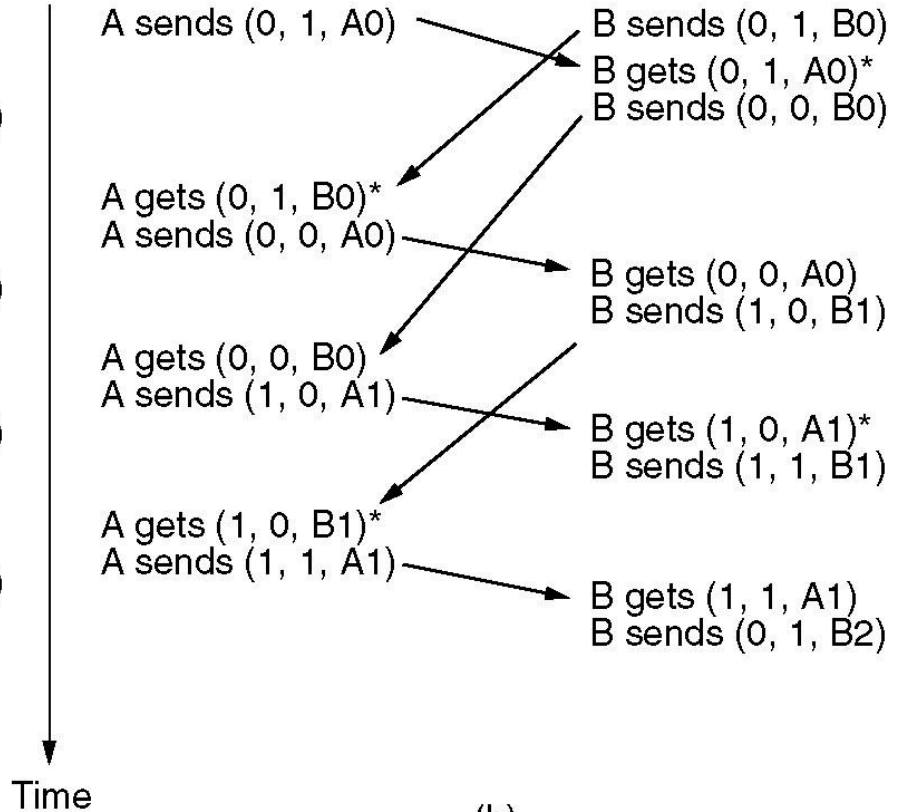 A sends (0, 1, A0)
B sends (0, 1, B0)
B gets (0, 1, A0)*
B sends (0, 0, B0)
A gets (0, 1, B0)*
A sends (0, 0, A0)
B gets (0, 0, A0)
B sends (1, 0, B1)
A gets (0, 0, B0)
A sends (1, 0, A1)
B gets (1, 0, A1)*
B sends (1, 1, B1)
A gets (1, 0, B1)*
A sends (1, 1, A1)
B gets (1, 1, A1)
B sends (0, 1, B2)
Time